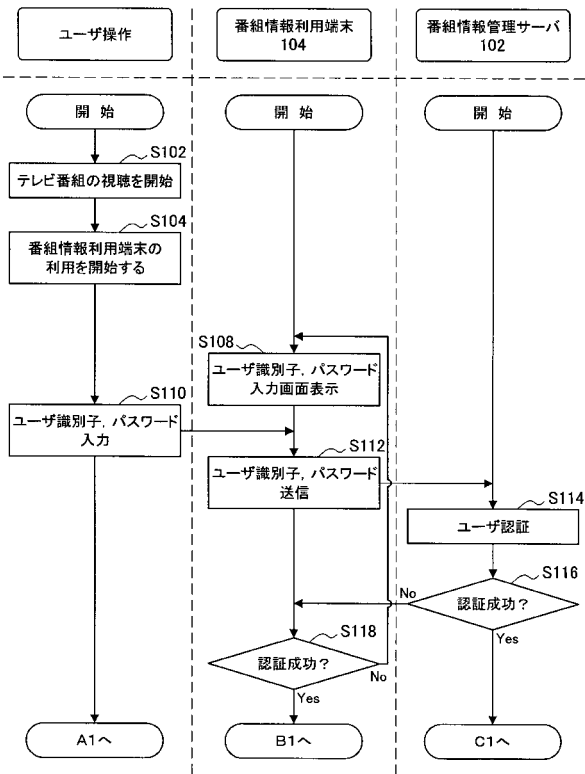 ユーザ操作
番組情報利用端末
104
番組情報管理サーバ
102
開 始
開 始
開 始
S102
テレビ番組の視聴を開始
S104
番組情報利用端末の
利用を開始する
S108
ユーザ識別子，パスワード
入力画面表示
S110
ユーザ識別子，パスワード
入力
S112
ユーザ識別子，パスワード
送信
S114
ユーザ認証
S116
認証成功？
No
Yes
S118
認証成功？
No
Yes
A1へ
B1へ
C1へ